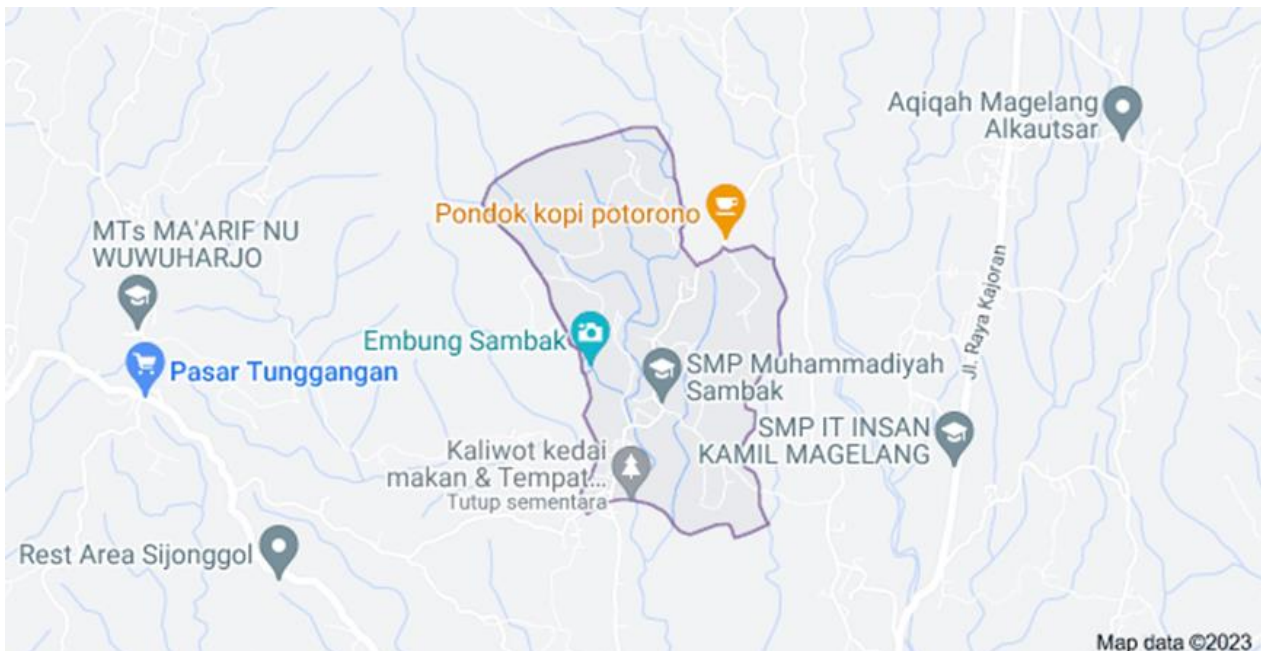 Aqiqah Magelang
Alkautsar
Pondok kopi potorono
MTs MA'ARIF NU
WUWUHARJO
Jl. Raya Kajoran
Embung Sambak
Pasar Tunggangan
SMP Muhammadiyah
Sambak
SMP IT INSAN
KAMIL MAGELANG
Kaliwot kedai
makan & Tempat...
Tutup sementara
Rest Area Sijonggol
Map data ©2023